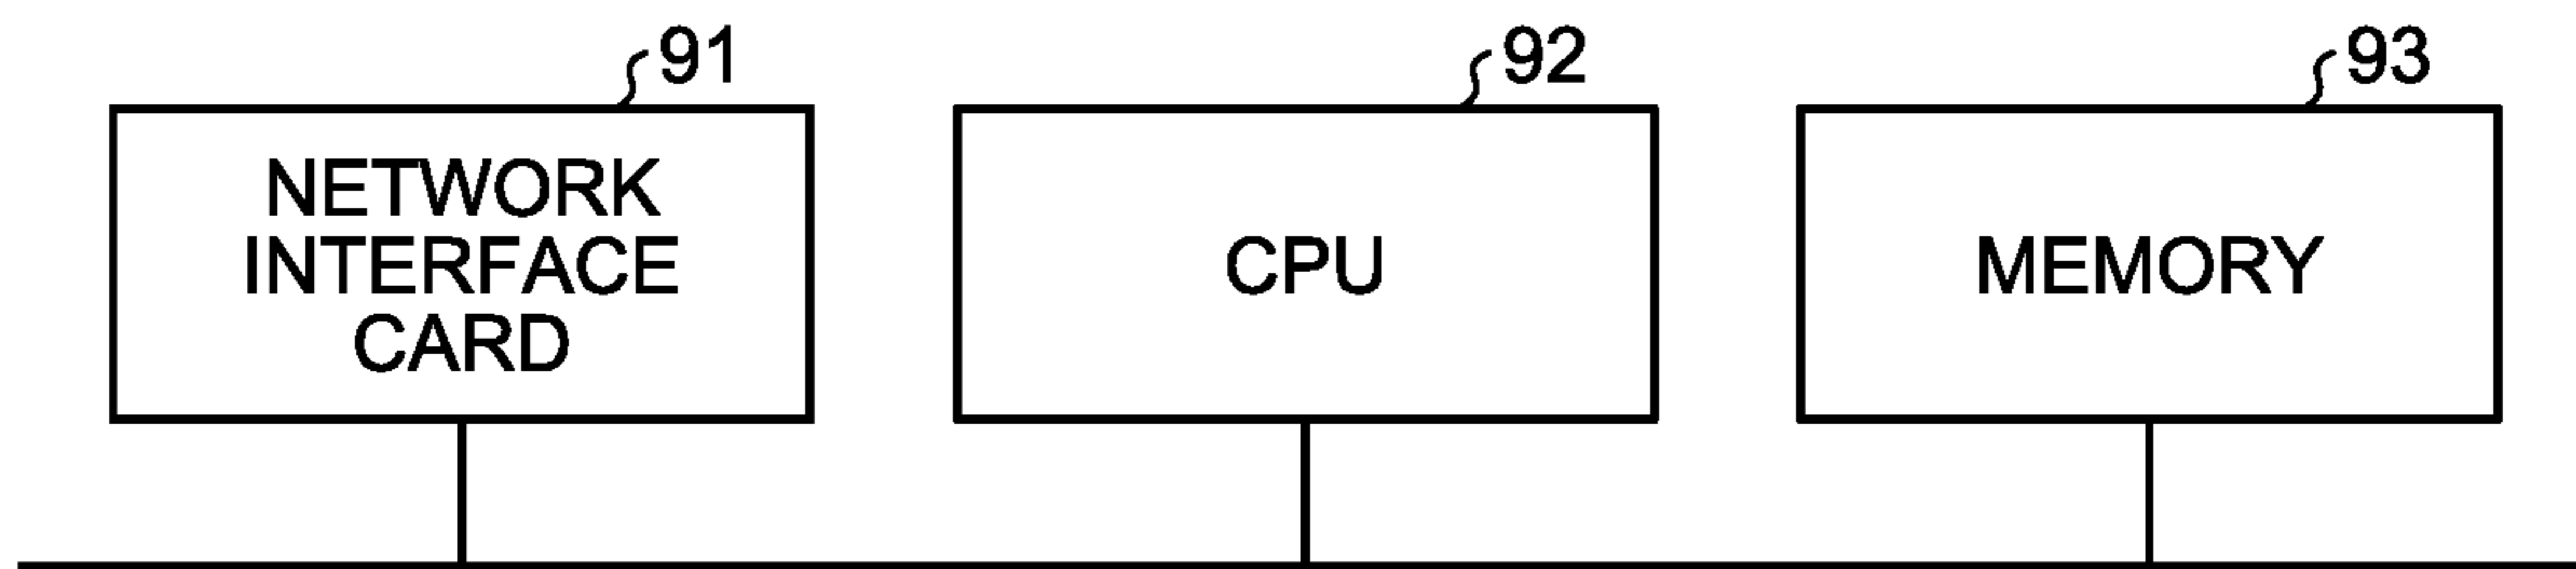 91
92
93
NETWORK
INTERFACE
CARD
CPU
MEMORY